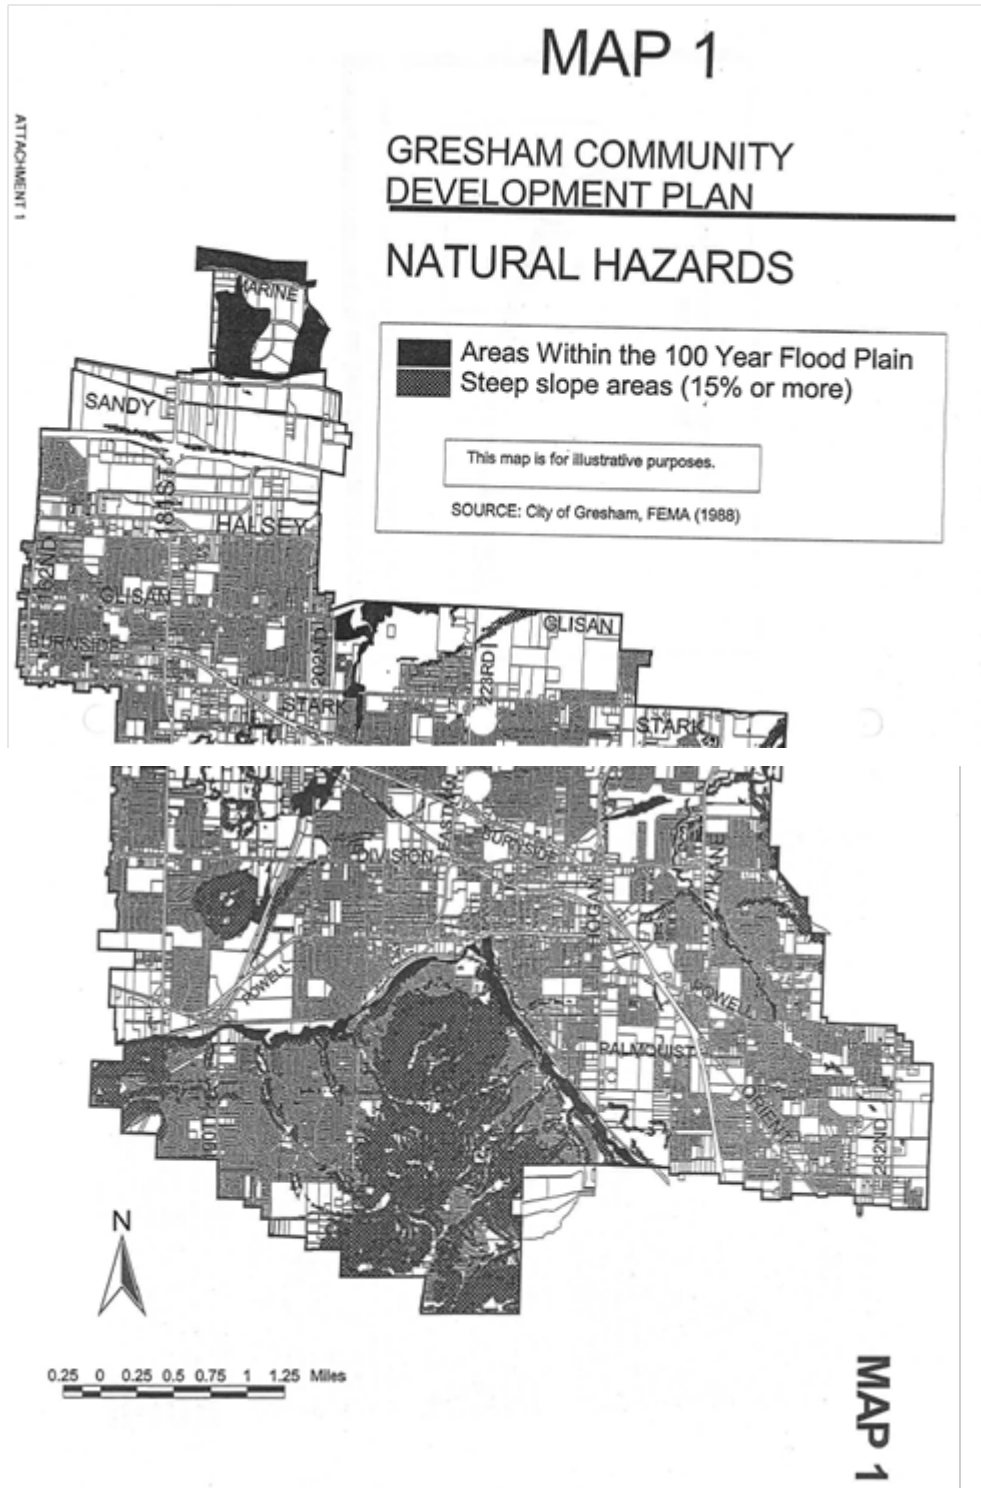 MAP 1
ATTACHMENT 1
GRESHAM COMMUNITY
DEVELOPMENT PLAN
NATURAL HAZARDS
MARINE
Areas Within the 100 Year Flood Plain
Steep slope areas (15% or more)
SANDY
This map is for illustrative purposes.
181ST
SOURCE: City of Gresham, FEMA (1988)
HALSEY
162ND
GLISAN
GLISAN
BURNSIDE
202ND
223RD
STARK
STARK
BURNSIDE
DIVISION
KANE
HOGAN
POWELL
POWELL
PALMQUIST
ORIENT
282ND
N
0.25 0 0.25 0.5 0.75 1 1.25 Miles
MAP 1